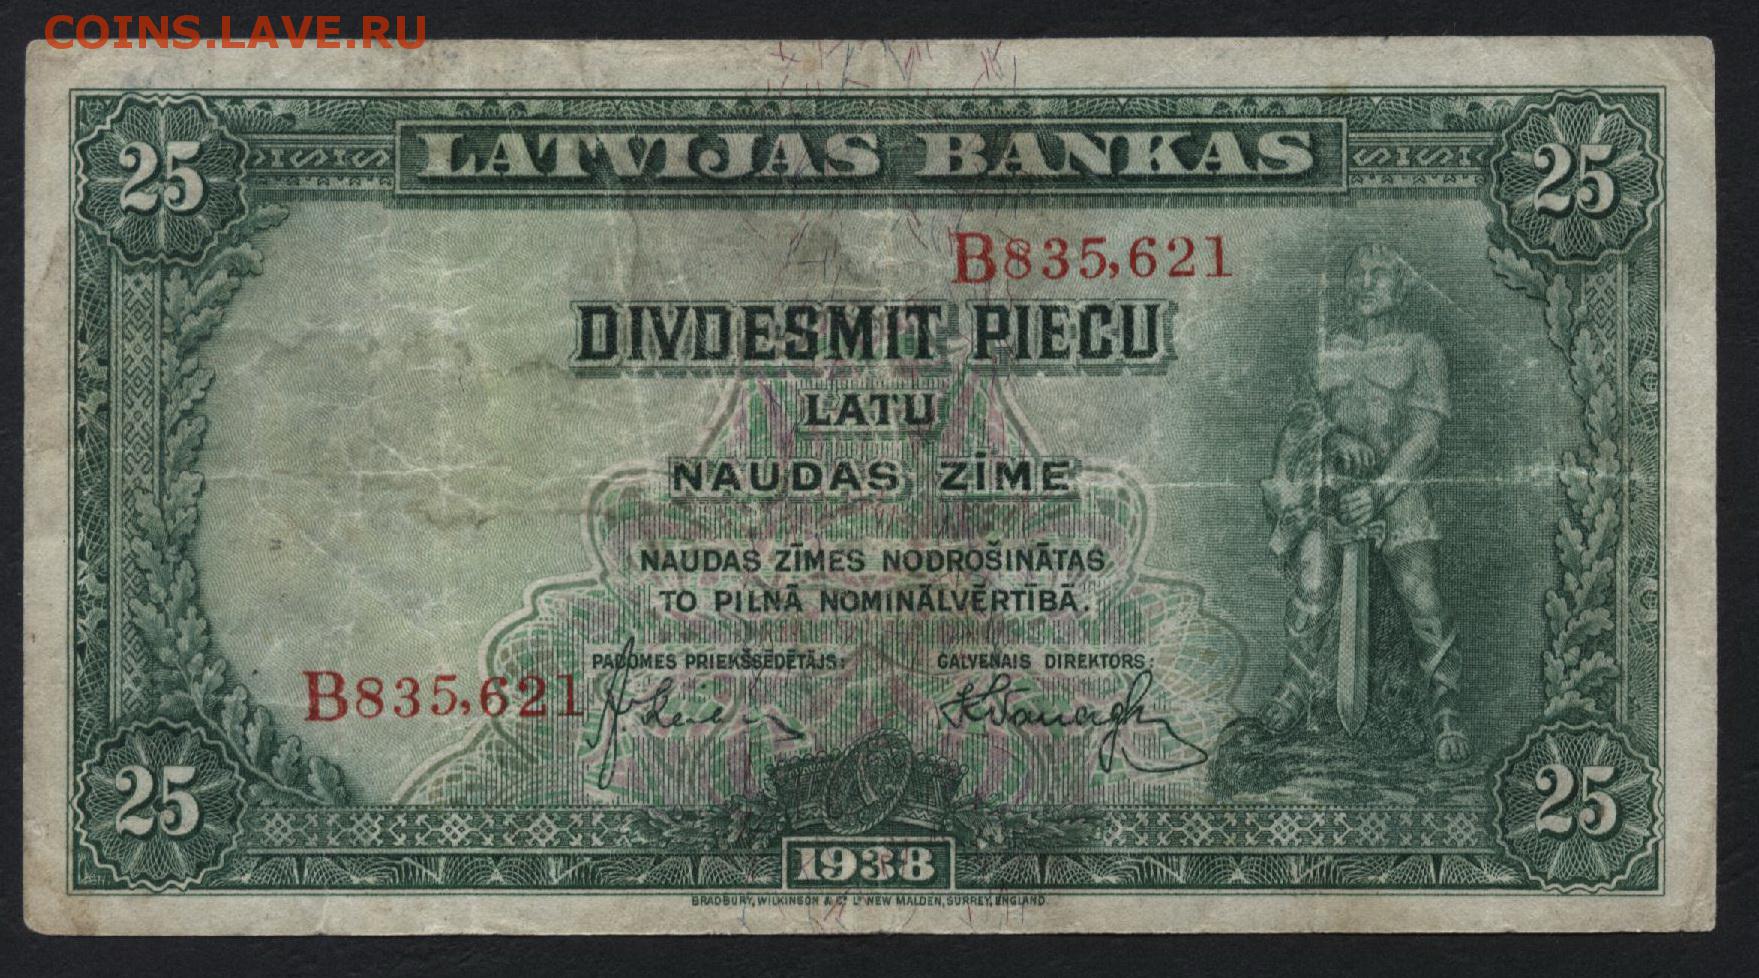 COINS.LAVE.RU
25 LATVIJAS BANKAS 25
B835,621
DIVDESMIT PIECU
LATU
NAUDAS ZĪME
NAUDAS ZĪMES NODROŠINĀTAS
TO PILNĀ NOMINĀLVĒRTĪBĀ.
PADOMES PRIEKŠSĒDĒTĀJS: GALVENAIS DIREKTORS:
B835,621
25 1938 25
BRADBURY, WILKINSON & Cº Lᴰ NEW MALDEN, SURREY, ENGLAND.